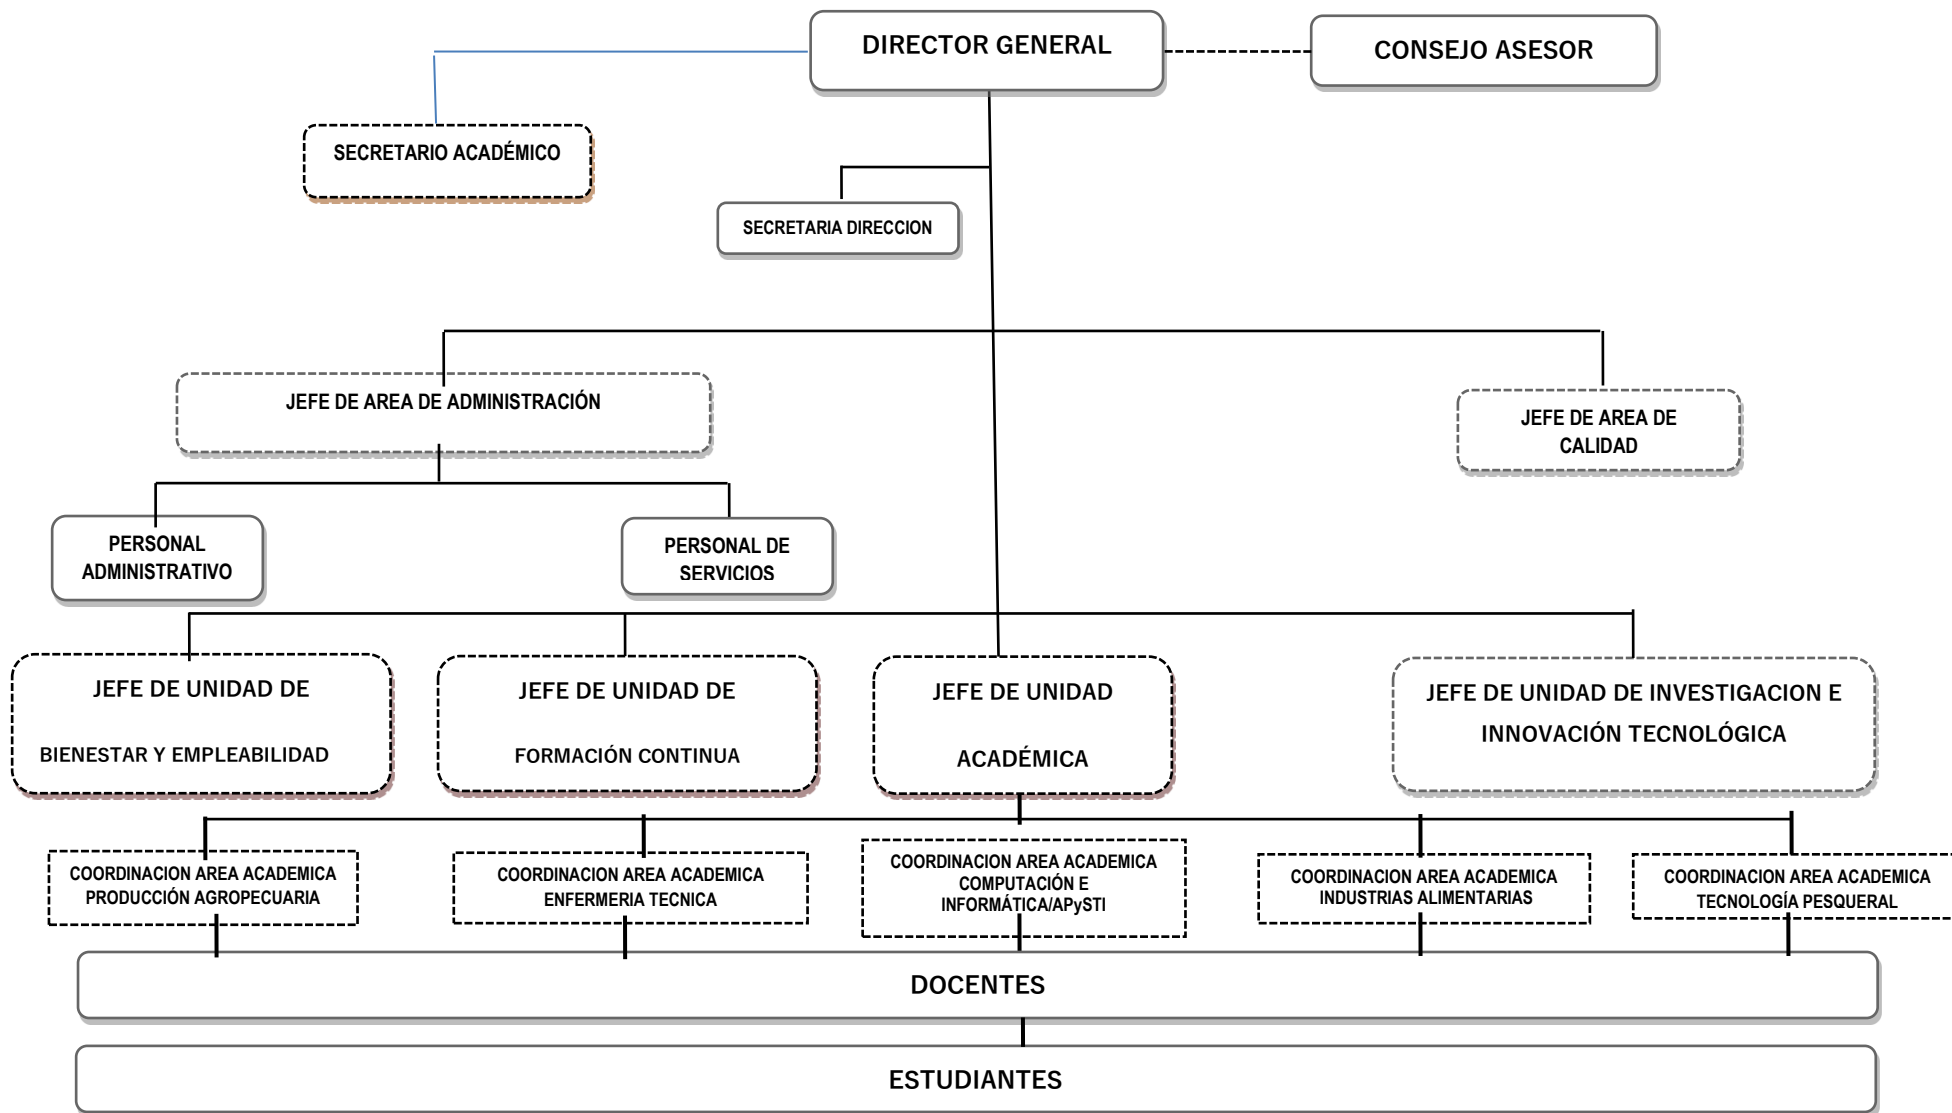 DIRECTOR GENERAL
CONSEJO ASESOR
SECRETARIO ACADÉMICO
SECRETARIA DIRECCION
JEFE DE AREA DE ADMINISTRACIÓN
JEFE DE AREA DE
CALIDAD
PERSONAL
ADMINISTRATIVO
PERSONAL DE
SERVICIOS
JEFE DE UNIDAD DE
BIENESTAR Y EMPLEABILIDAD
JEFE DE UNIDAD DE
FORMACIÓN CONTINUA
JEFE DE UNIDAD
ACADÉMICA
JEFE DE UNIDAD DE INVESTIGACION E
INNOVACIÓN TECNOLÓGICA
COORDINACION AREA ACADEMICA
PRODUCCIÓN AGROPECUARIA
COORDINACION AREA ACADEMICA
ENFERMERIA TECNICA
COORDINACION AREA ACADEMICA
COMPUTACIÓN E
INFORMÁTICA/APySTI
COORDINACION AREA ACADEMICA
INDUSTRIAS ALIMENTARIAS
COORDINACION AREA ACADEMICA
TECNOLOGÍA PESQUERAL
DOCENTES
ESTUDIANTES